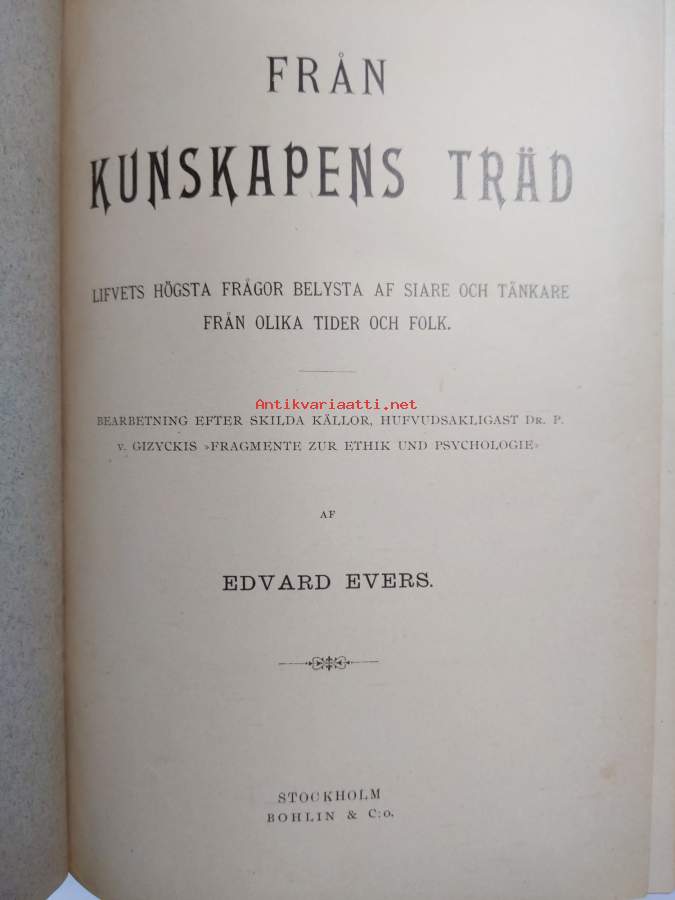 FRÅN
KUNSKAPENS TRÄD
LIFVETS HÖGSTA FRÅGOR BELYSTA AF SIARE OCH TÄNKARE
FRÅN OLIKA TIDER OCH FOLK.
Antikvariaatti.net
BEARBETNING EFTER SKILDA KÄLLOR, HUFVUDSAKLIGAST DR. P.
v. GIZYCKIS »FRAGMENTE ZUR ETHIK UND PSYCHOLOGIE»
AF
EDVARD EVERS.
STOCKHOLM
BOHLIN & C:o.